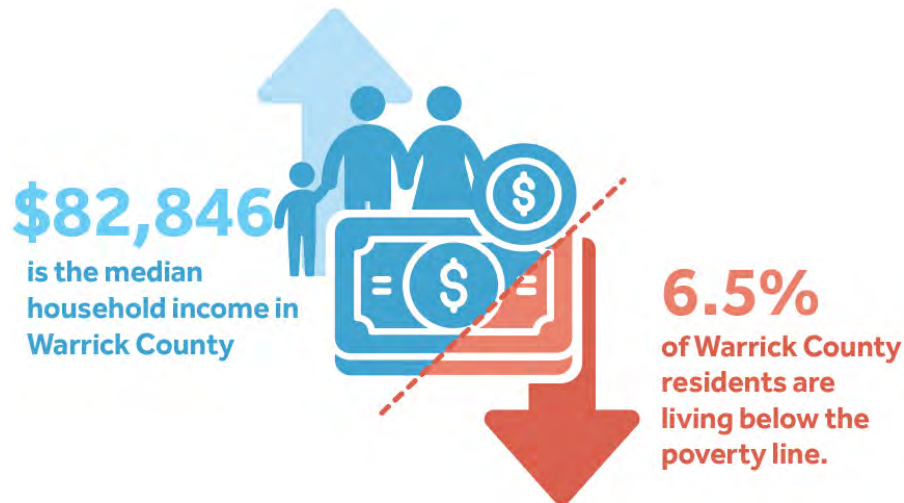 $82,846
is the median
household income in
Warrick County
$
$
6.5%
of Warrick County
residents are
living below the
poverty line.